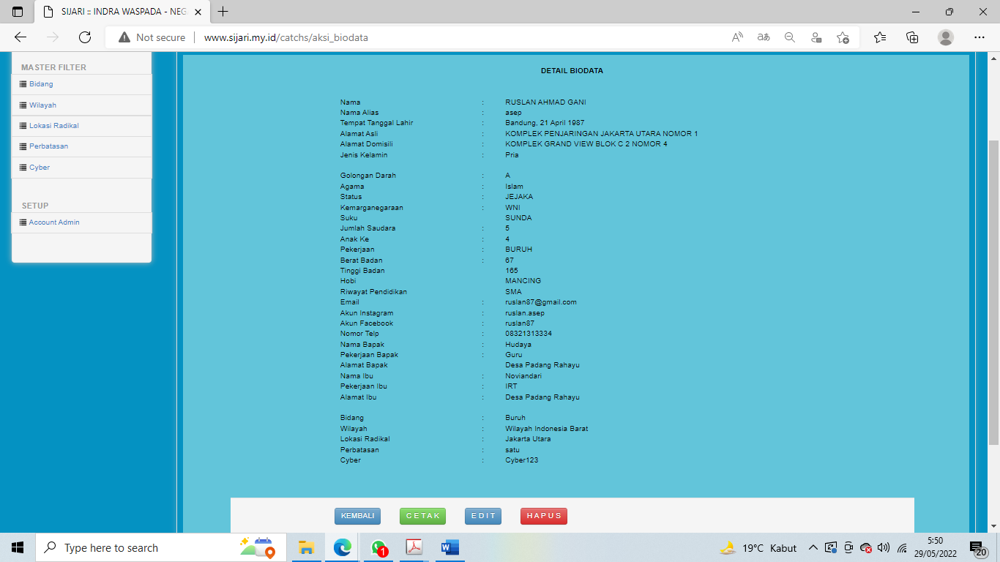 SIJARI :: INDRA WASPADA - NEG
Not secure www.sijari.my.id/catchs/aksi_biodata
MASTER FILTER
Bidang
Wilayah
Lokasi Radikal
Perbatasan
Cyber
SETUP
Account Admin
DETAIL BIODATA
Nama : RUSLAN AHMAD GANI
Nama Alias : asep
Tempat Tanggal Lahir : Bandung, 21 April 1987
Alamat Asli : KOMPLEK PENJARINGAN JAKARTA UTARA NOMOR 1
Alamat Domisili : KOMPLEK GRAND VIEW BLOK C 2 NOMOR 4
Jenis Kelamin : Pria
Golongan Darah : A
Agama : Islam
Status : JEJAKA
Kemarganegaraan : WNI
Suku SUNDA
Jumlah Saudara : 5
Anak Ke : 4
Pekerjaan : BURUH
Berat Badan : 67
Tinggi Badan 165
Hobi MANCING
Riwayat Pendidikan SMA
Email : ruslan87@gmail.com
Akun Instagram : ruslan.asep
Akun Facebook : ruslan87
Nomor Telp : 08321313334
Nama Bapak : Hudaya
Pekerjaan Bapak : Guru
Alamat Bapak Desa Padang Rahayu
Nama Ibu : Noviandari
Pekerjaan Ibu : IRT
Alamat Ibu : Desa Padang Rahayu
Bidang : Buruh
Wilayah : Wilayah Indonesia Barat
Lokasi Radikal : Jakarta Utara
Perbatasan : satu
Cyber : Cyber123
KEMBALI CETAK EDIT HAPUS
Type here to search
1
19°C Kabut
5:50
29/05/2022
20